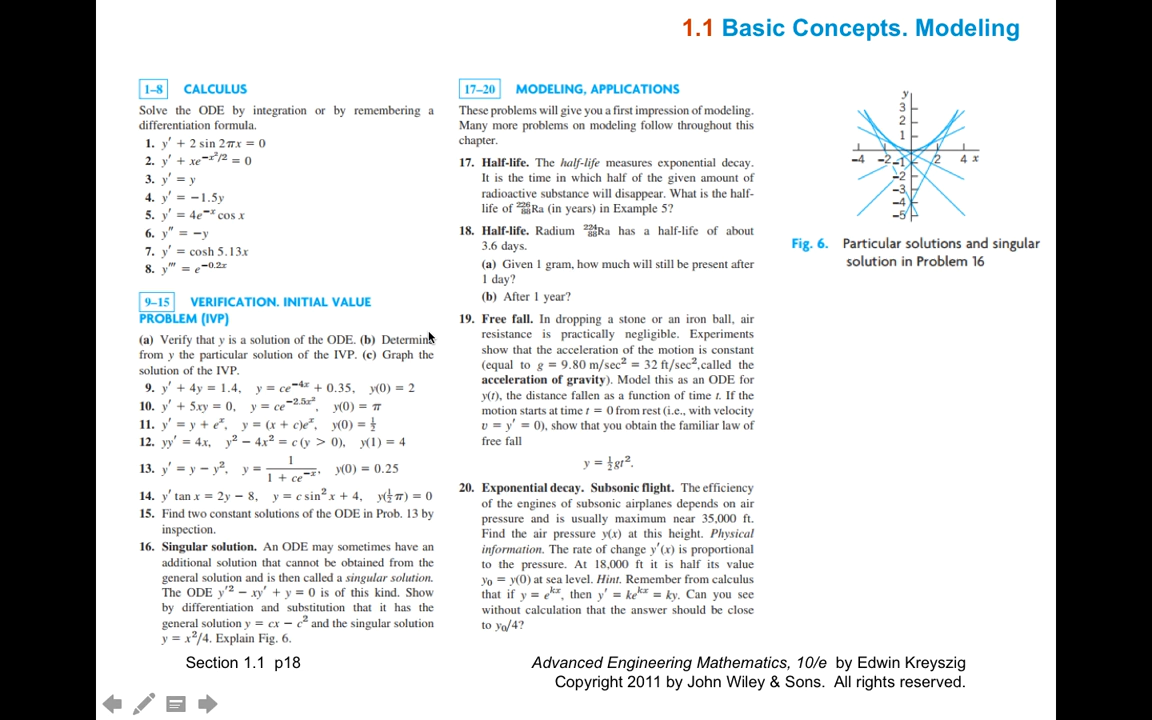 1.1 Basic Concepts. Modeling
1–8 CALCULUS
Solve the ODE by integration or by remembering a
differentiation formula.
1. y′ + 2 sin 2πx = 0
2. y′ + xe^(−x²/2) = 0
3. y′ = y
4. y′ = −1.5y
5. y′ = 4e^(−x) cos x
6. y″ = −y
7. y′ = cosh 5.13x
8. y‴ = e^(−0.2x)
9–15 VERIFICATION. INITIAL VALUE
PROBLEM (IVP)
(a) Verify that y is a solution of the ODE. (b) Determine
from y the particular solution of the IVP. (c) Graph the
solution of the IVP.
9. y′ + 4y = 1.4, y = ce^(−4x) + 0.35, y(0) = 2
10. y′ + 5xy = 0, y = ce^(−2.5x²), y(0) = π
11. y′ = y + e^x, y = (x + c)e^x, y(0) = ½
12. yy′ = 4x, y² − 4x² = c (y > 0), y(1) = 4
13. y′ = y − y², y = 1/(1 + ce^(−x)), y(0) = 0.25
14. y′ tan x = 2y − 8, y = c sin² x + 4, y(½π) = 0
15. Find two constant solutions of the ODE in Prob. 13 by
inspection.
16. Singular solution. An ODE may sometimes have an
additional solution that cannot be obtained from the
general solution and is then called a singular solution.
The ODE y′² − xy′ + y = 0 is of this kind. Show
by differentiation and substitution that it has the
general solution y = cx − c² and the singular solution
y = x²/4. Explain Fig. 6.
17–20 MODELING, APPLICATIONS
These problems will give you a first impression of modeling.
Many more problems on modeling follow throughout this
chapter.
17. Half-life. The half-life measures exponential decay.
It is the time in which half of the given amount of
radioactive substance will disappear. What is the half-
life of ²²⁶₈₈Ra (in years) in Example 5?
18. Half-life. Radium ²²⁴₈₈Ra has a half-life of about
3.6 days.
(a) Given 1 gram, how much will still be present after
1 day?
(b) After 1 year?
19. Free fall. In dropping a stone or an iron ball, air
resistance is practically negligible. Experiments
show that the acceleration of the motion is constant
(equal to g = 9.80 m/sec² = 32 ft/sec²,called the
acceleration of gravity). Model this as an ODE for
y(t), the distance fallen as a function of time t. If the
motion starts at time t = 0 from rest (i.e., with velocity
v = y′ = 0), show that you obtain the familiar law of
free fall
y = ½gt².
20. Exponential decay. Subsonic flight. The efficiency
of the engines of subsonic airplanes depends on air
pressure and is usually maximum near 35,000 ft.
Find the air pressure y(x) at this height. Physical
information. The rate of change y′(x) is proportional
to the pressure. At 18,000 ft it is half its value
y₀ = y(0) at sea level. Hint. Remember from calculus
that if y = e^(kx), then y′ = ke^(kx) = ky. Can you see
without calculation that the answer should be close
to y₀/4?
y
3
2
1
−4 −2 −1 2 4 x
−2
−3
−4
−5
Fig. 6. Particular solutions and singular
solution in Problem 16
Section 1.1 p18
Advanced Engineering Mathematics, 10/e by Edwin Kreyszig
Copyright 2011 by John Wiley & Sons. All rights reserved.